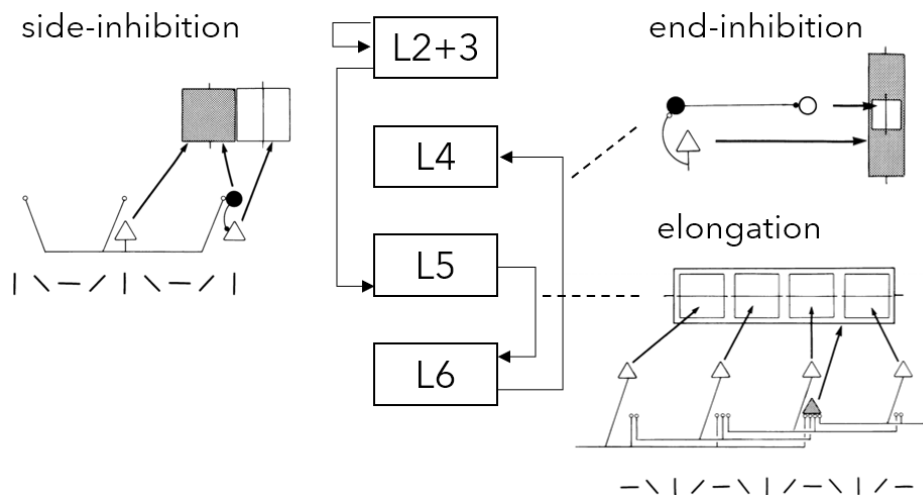 side-inhibition
L2+3
end-inhibition
L4
elongation
L5
L6